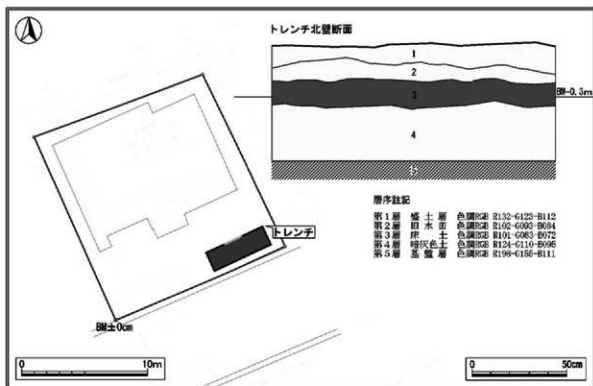 トレンチ北壁断面
1
2
3
BM-0.3m
4
5
層序註記
第1層 盛土層 色調RGB R132-G123-B112
第2層 旧水田 色調RGB R102-G093-B084
第3層 床土 色調RGB R101-G083-B072
第4層 暗灰色土 色調RGB R124-G110-B095
第5層 基盤層 色調RGB R198-G155-B111
トレンチ
BM±0cm
0 10m
0 50cm